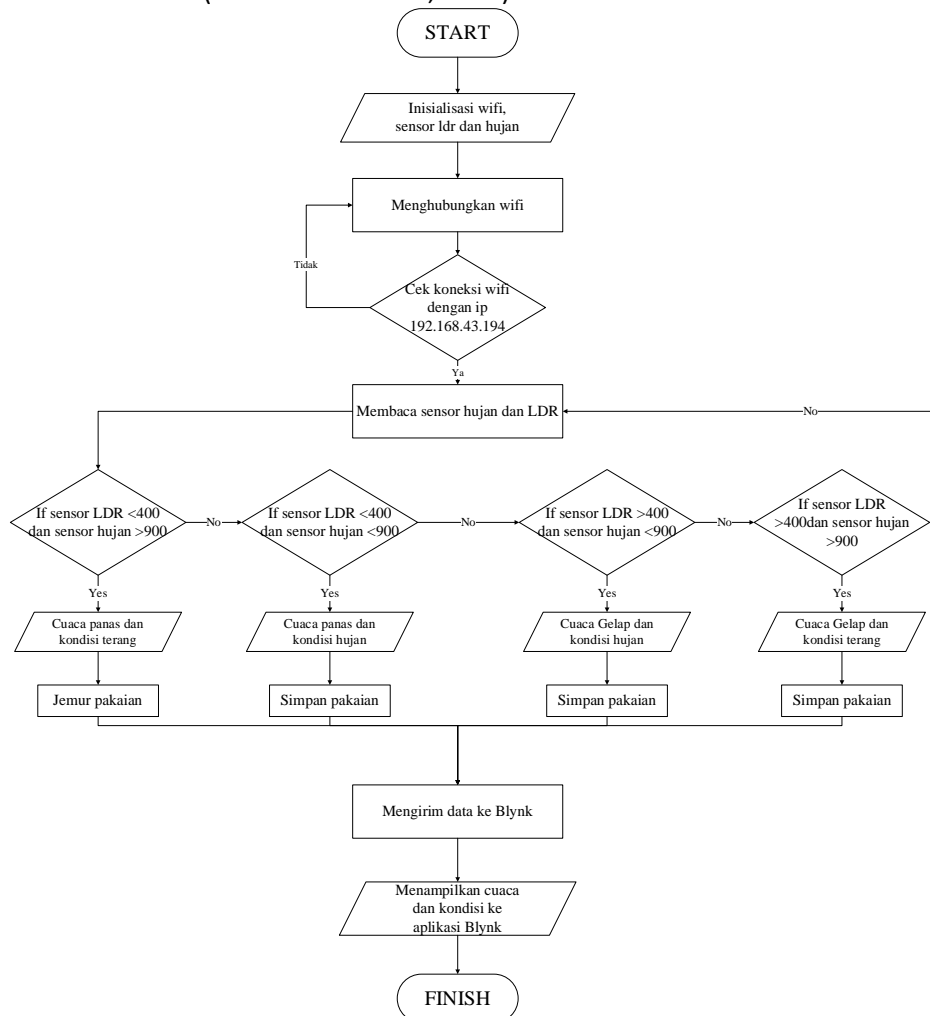 START
Inisialisasi wifi,
sensor ldr dan hujan
Menghubungkan wifi
Tidak
Cek koneksi wifi
dengan ip
192.168.43.194
Ya
Membaca sensor hujan dan LDR
No
If sensor LDR <400
dan sensor hujan >900
No
If sensor LDR <400
dan sensor hujan <900
No
If sensor LDR >400
dan sensor hujan <900
No
If sensor LDR
>400dan sensor hujan
>900
Yes
Yes
Yes
Yes
Cuaca panas dan
kondisi terang
Cuaca panas dan
kondisi hujan
Cuaca Gelap dan
kondisi hujan
Cuaca Gelap dan
kondisi terang
Jemur pakaian
Simpan pakaian
Simpan pakaian
Simpan pakaian
Mengirim data ke Blynk
Menampilkan cuaca
dan kondisi ke
aplikasi Blynk
FINISH